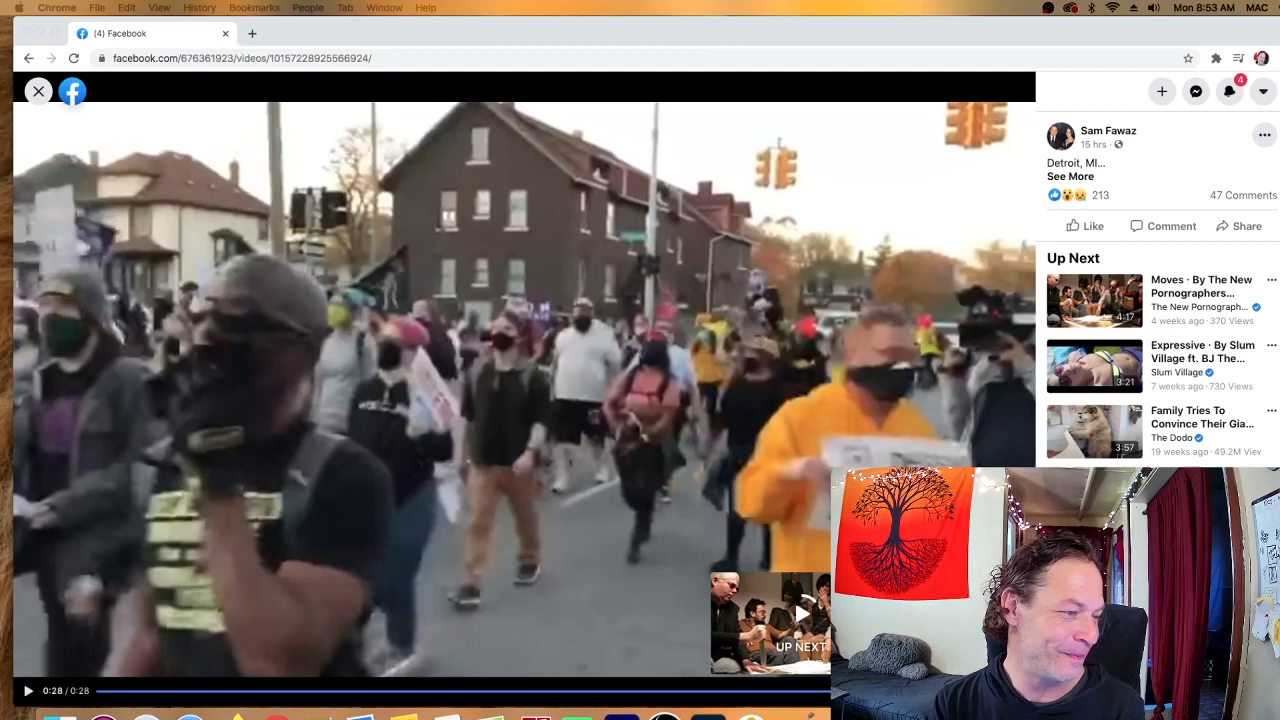 Chrome File Edit View History Bookmarks People Tab Window Help
Mon 8:53 AM MAC
(4) Facebook
facebook.com/676361923/videos/10157228925566924/
4
Sam Fawaz
15 hrs ·
Detroit, MI...
See More
213
47 Comments
Like Comment Share
Up Next
Moves · By The New
Pornographers...
The New Pornograph...
4 weeks ago · 370 Views
4:17
Expressive · By Slum
Village ft. BJ The...
Slum Village
7 weeks ago · 730 Views
3:21
Family Tries To
Convince Their Gia...
The Dodo
19 weeks ago · 49.2M View
3:57
UP NEXT
0:28 / 0:28